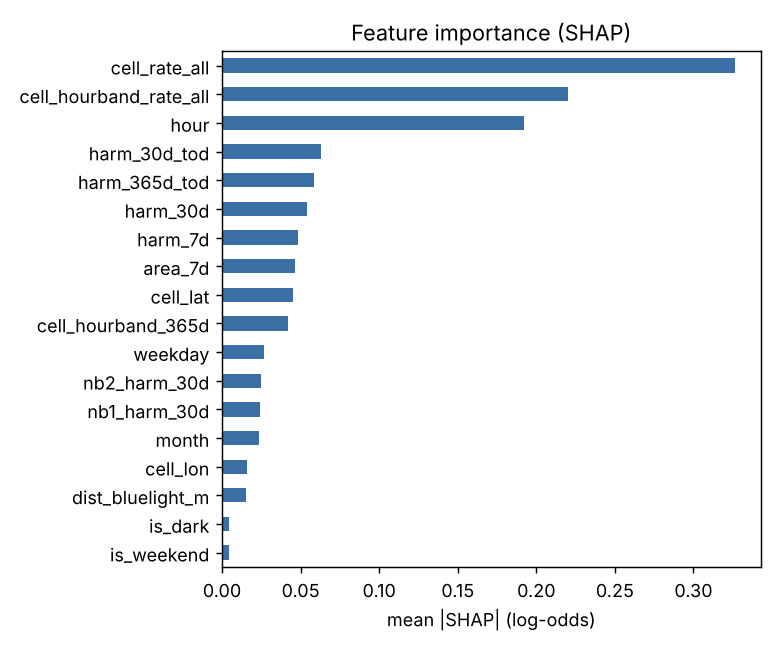 Feature importance (SHAP)
cell_rate_all
cell_hourband_rate_all
hour
harm_30d_tod
harm_365d_tod
harm_30d
harm_7d
area_7d
cell_lat
cell_hourband_365d
weekday
nb2_harm_30d
nb1_harm_30d
month
cell_lon
dist_bluelight_m
is_dark
is_weekend
0.00 0.05 0.10 0.15 0.20 0.25 0.30
mean |SHAP| (log-odds)